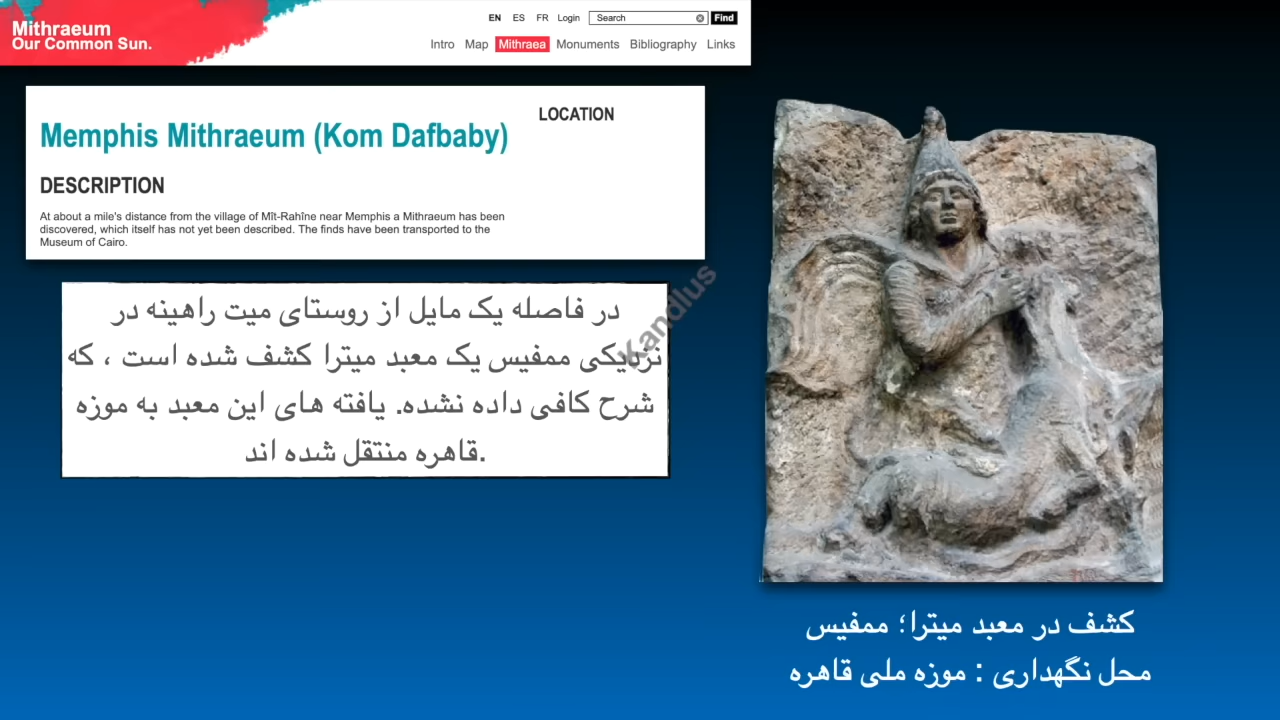 Mithraeum
Our Common Sun.
EN ES FR Login Search Find
Intro Map Mithraea Monuments Bibliography Links
Memphis Mithraeum (Kom Dafbaby)
LOCATION
DESCRIPTION
At about a mile's distance from the village of Mît-Rahîne near Memphis a Mithraeum has been
discovered, which itself has not yet been described. The finds have been transported to the
Museum of Cairo.
در فاصله یک مایل از روستای میت راهینه در
نزدیکی ممفیس یک معبد میترا کشف شده است ، که
شرح کافی داده نشده. یافته های این معبد به موزه
قاهره منتقل شده اند.
Kandlus
کشف در معبد میترا؛ ممفیس
محل نگهداری : موزه ملی قاهره